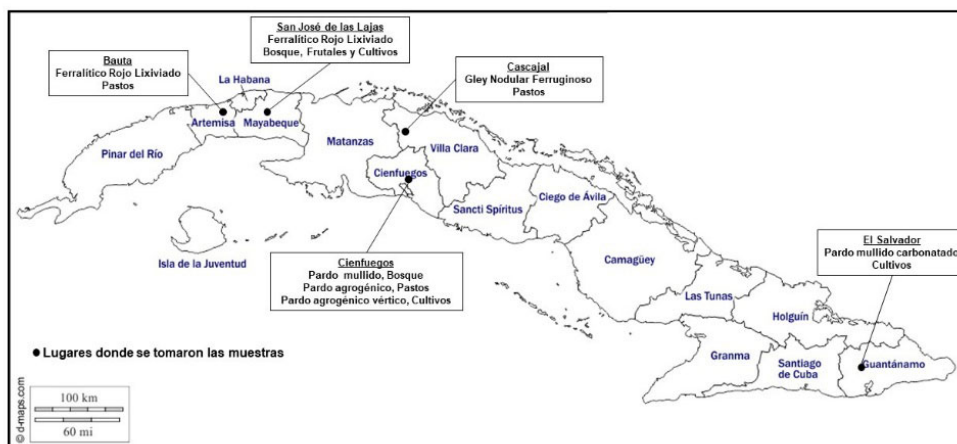 San José de las Lajas
Ferralítico Rojo Lixiviado
Bosque, Frutales y Cultivos
Bauta
Ferralítico Rojo Lixiviado
Pastos
Cascajal
Gley Nodular Ferruginoso
Pastos
La Habana
Artemisa
Mayabeque
Matanzas
Villa Clara
Pinar del Río
Cienfuegos
Ciego de Ávila
Sancti Spíritus
Isla de la Juventud
Camagüey
El Salvador
Pardo mullido carbonatado
Cultivos
Cienfuegos
Pardo mullido, Bosque
Pardo agrogénico, Pastos
Pardo agrogénico vértico, Cultivos
Las Tunas
Holguín
Granma
Santiago
de Cuba
Guantánamo
● Lugares donde se tomaron las muestras
100 km
60 mi
© d-maps.com